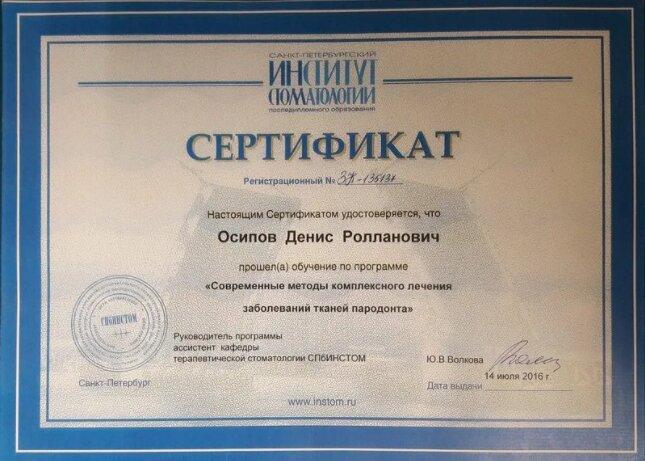 САНКТ-ПЕТЕРБУРГСКИЙ
ИНСТИТУТ
СТОМАТОЛОГИИ
последипломного образования
СЕРТИФИКАТ
Регистрационный №
Настоящим Сертификатом удостоверяется, что
Осипов Денис Ролланович
прошел(а) обучение по программе
«Современные методы комплексного лечения
заболеваний тканей пародонта»
СПбИНСТОМ
Руководитель программы
ассистент кафедры
терапевтической стоматологии СПбИНСТОМ
Ю.В.Волкова
14 июля 2016 г.
Санкт-Петербург
Дата выдачи
www.instom.ru